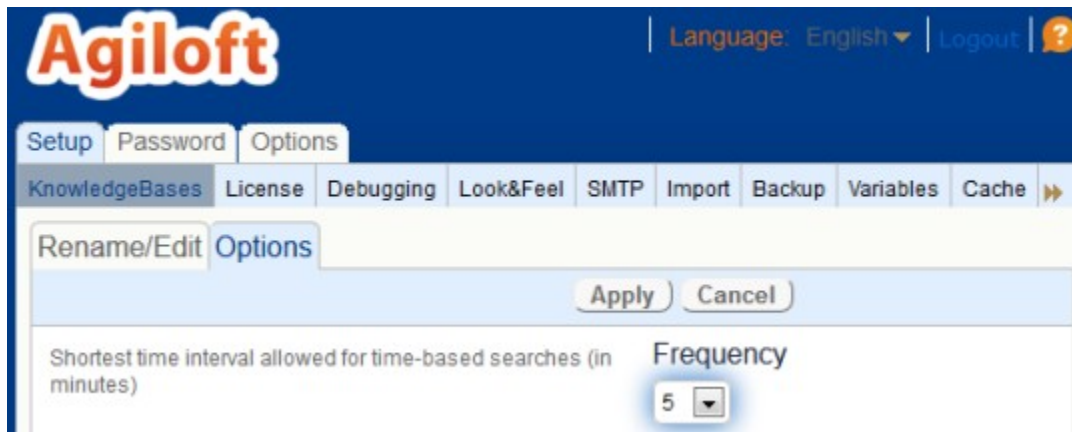 Agiloft
Language: English Logout ?
Setup Password Options
KnowledgeBases License Debugging Look&Feel SMTP Import Backup Variables Cache
Rename/Edit Options
Apply Cancel
Shortest time interval allowed for time-based searches (in
minutes)
Frequency
5